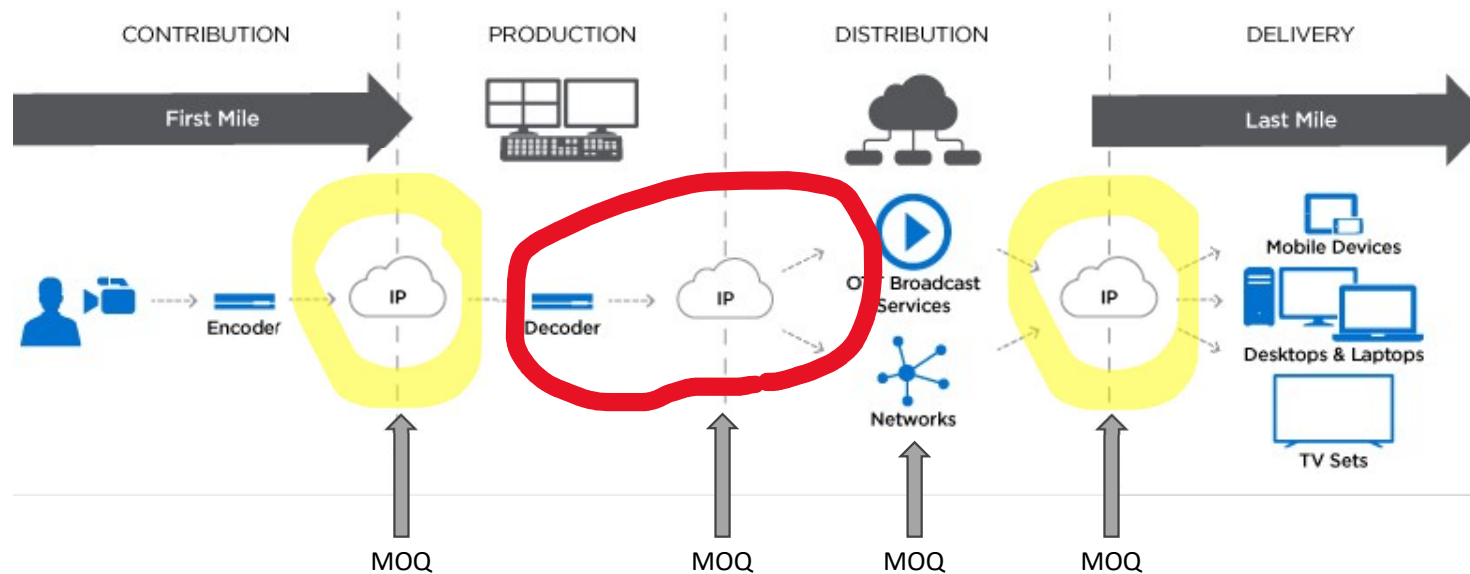 CONTRIBUTION
PRODUCTION
DISTRIBUTION
DELIVERY
First Mile
Last Mile
IP
IP
IP
Encoder
Decoder
Broadcast
Services
Networks
Mobile Devices
Desktops & Laptops
TV Sets
MOQ
MOQ
MOQ
MOQ